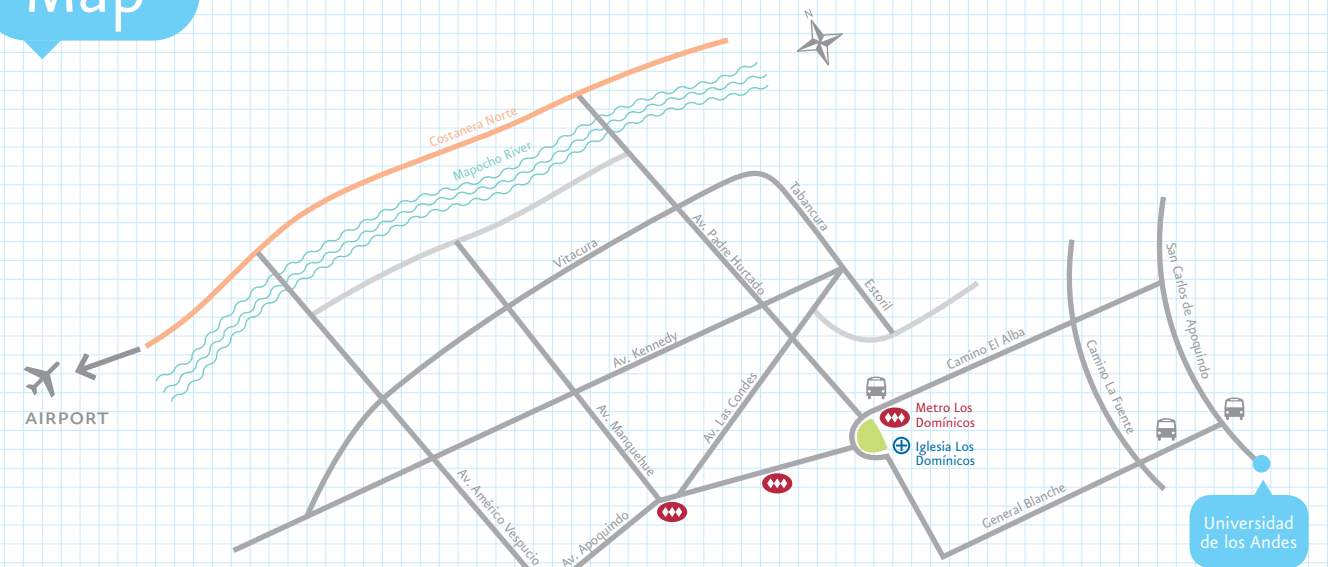 Map
N
Costanera Norte
Mapocho River
Tabancura
Vitacura
Av. Padre Hurtado
San Carlos de Apoquindo
Estoril
Av. Kennedy
Camino El Alba
Camino La Fuente
AIRPORT
Av. Manquehue
Av. Las Condes
Metro Los
Domínicos
Iglesia Los
Domínicos
Av. Américo Vespucio
Av. Apoquindo
General Blanche
Universidad
de los Andes